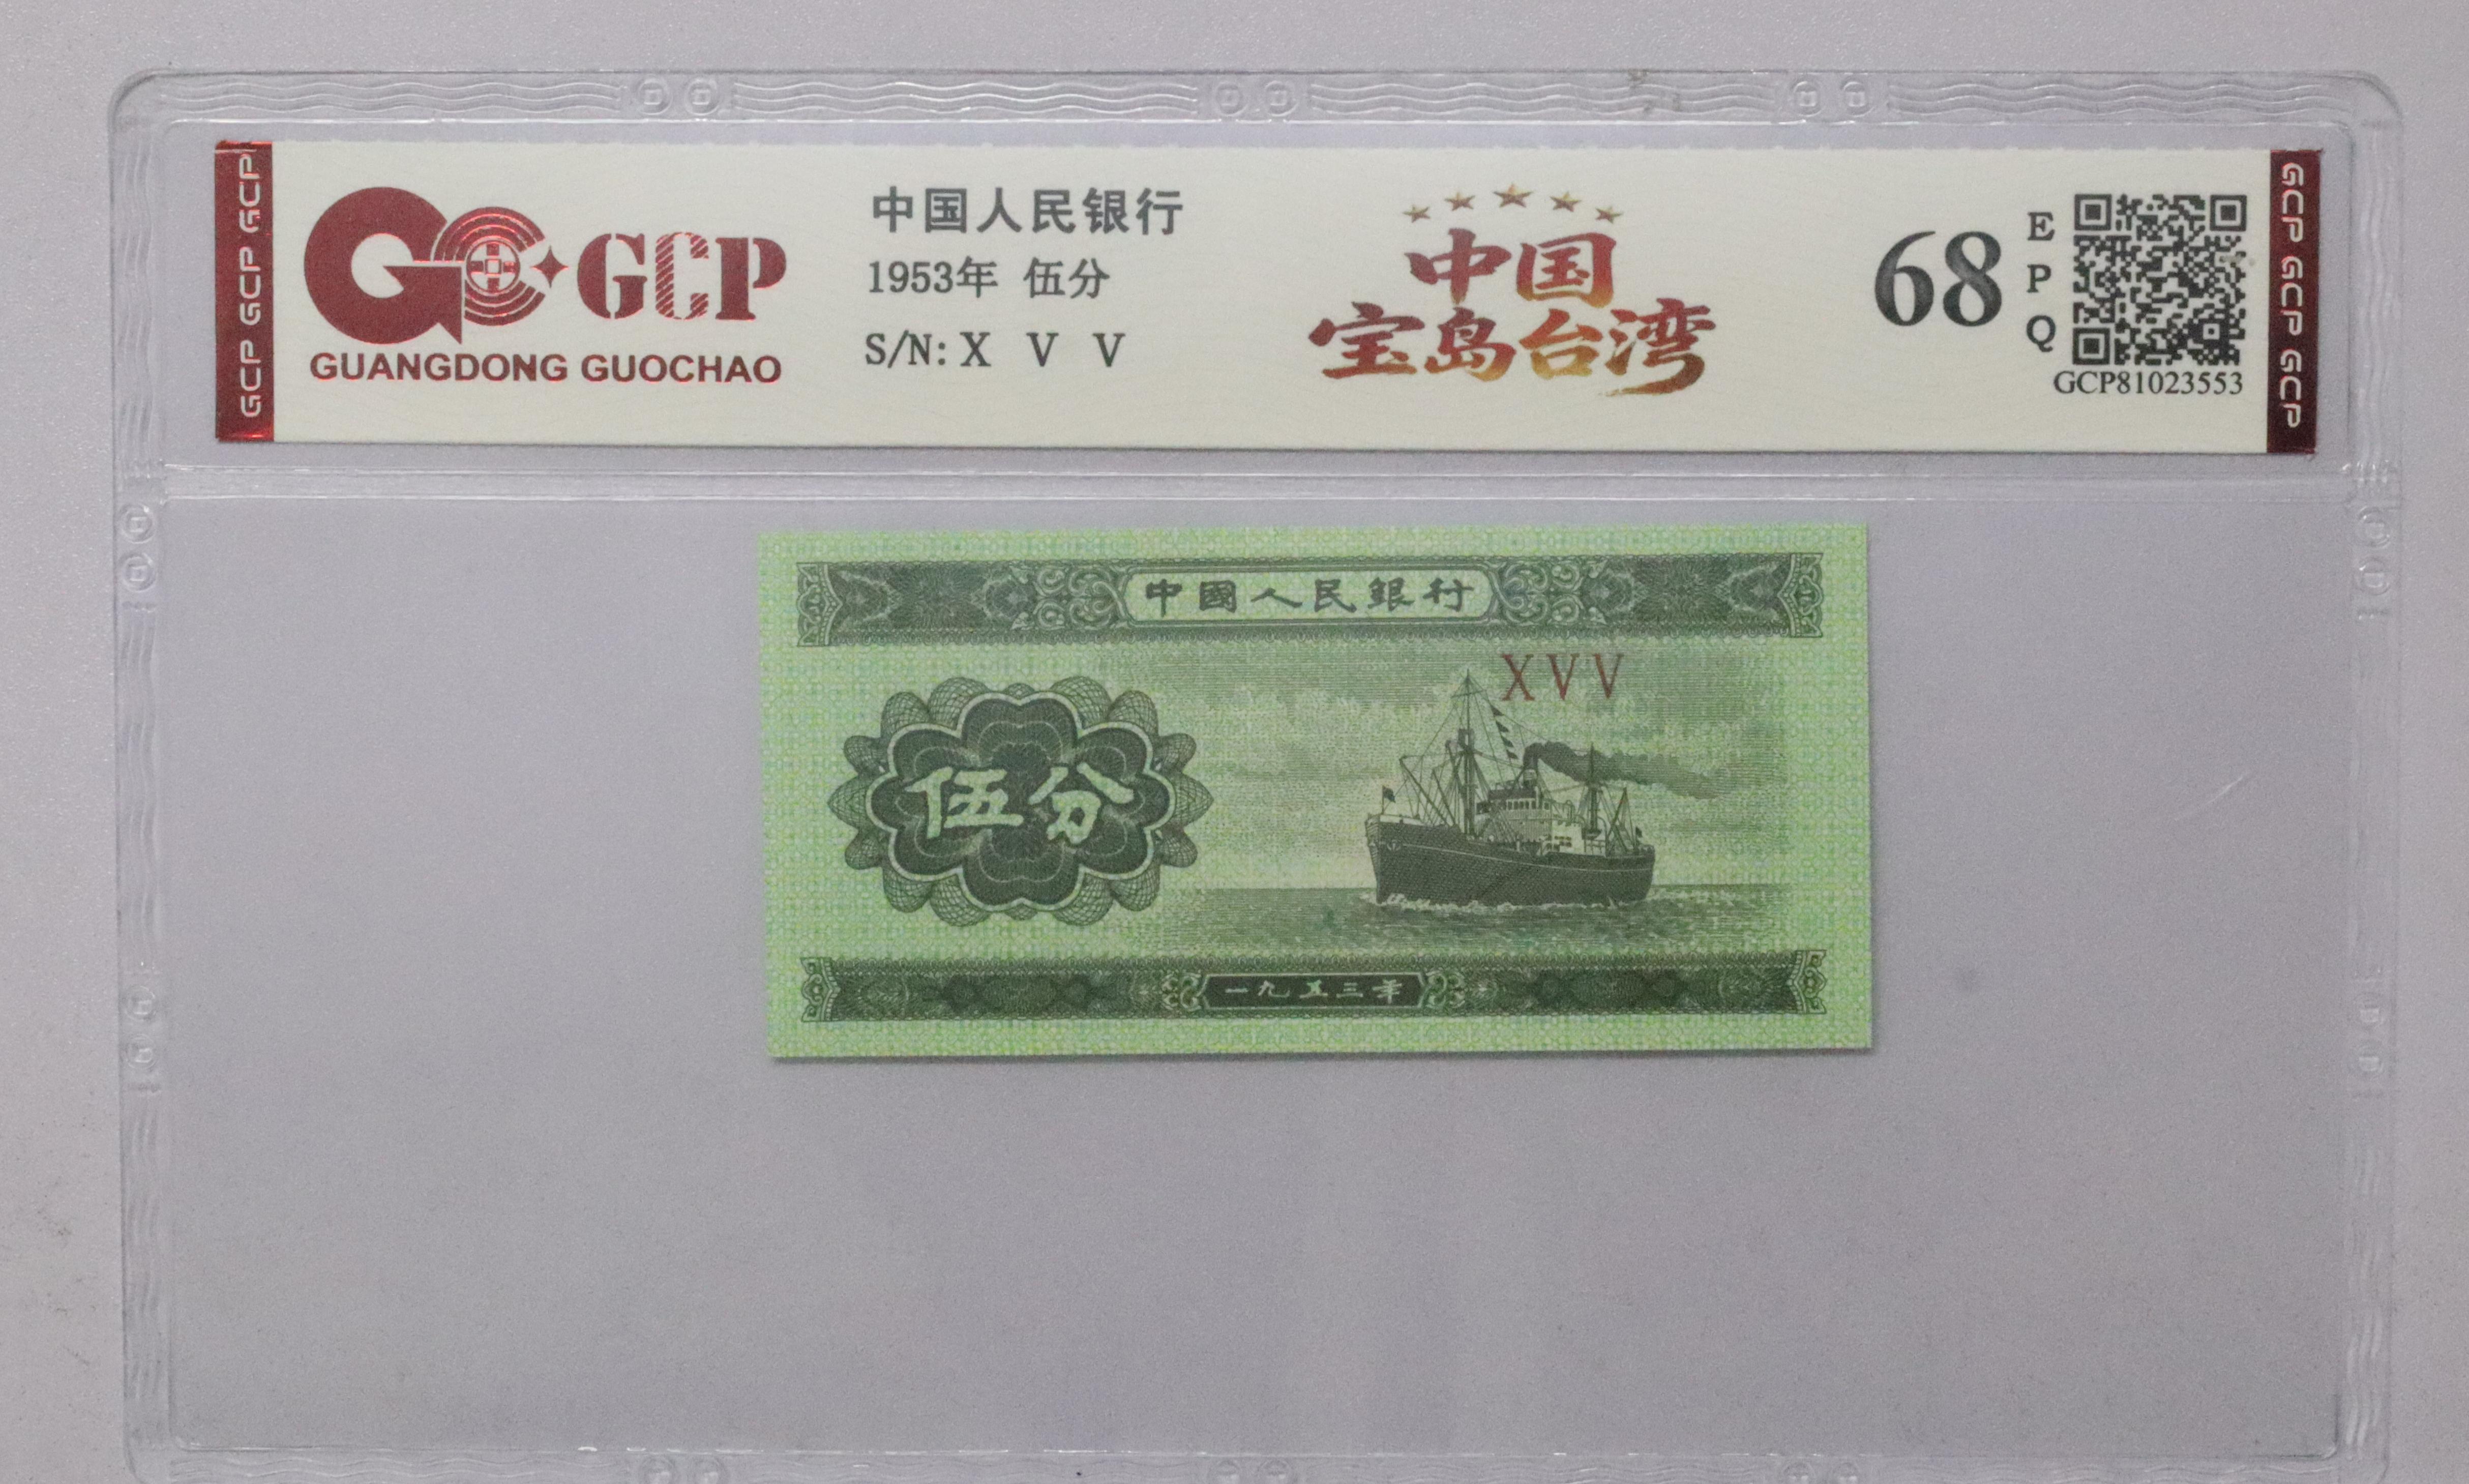 GCP GCP GCP
GCP
GUANGDONG GUOCHAO
中国人民银行
1953年 伍分
S/N: X V V
中国
宝岛台湾
68
E
P
Q
GCP81023553
GCP GCP GCP
中國人民銀行
XVV
伍分
一九五三年